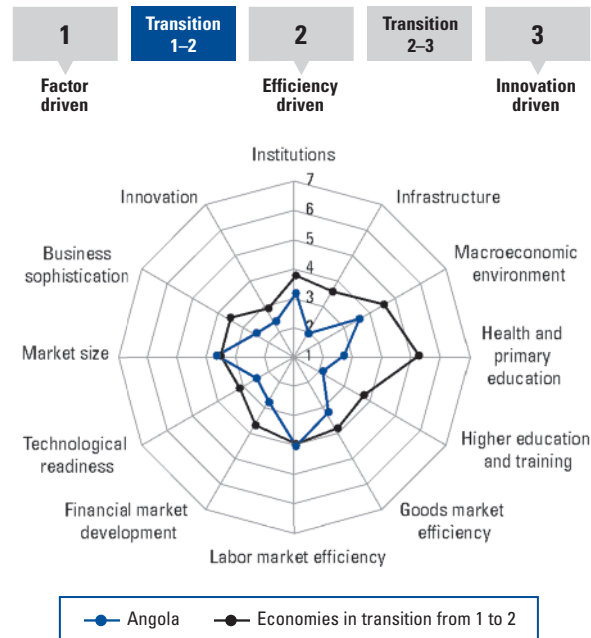 1
Transition
1–2
2
Transition
2–3
3
Factor
driven
Efficiency
driven
Innovation
driven
Institutions
7
6
5
4
3
2
1
Infrastructure
Macroeconomic
environment
Health and
primary
education
Higher education
and training
Goods market
efficiency
Labor market efficiency
Financial market
development
Technological
readiness
Market size
Business
sophistication
Innovation
Angola
Economies in transition from 1 to 2